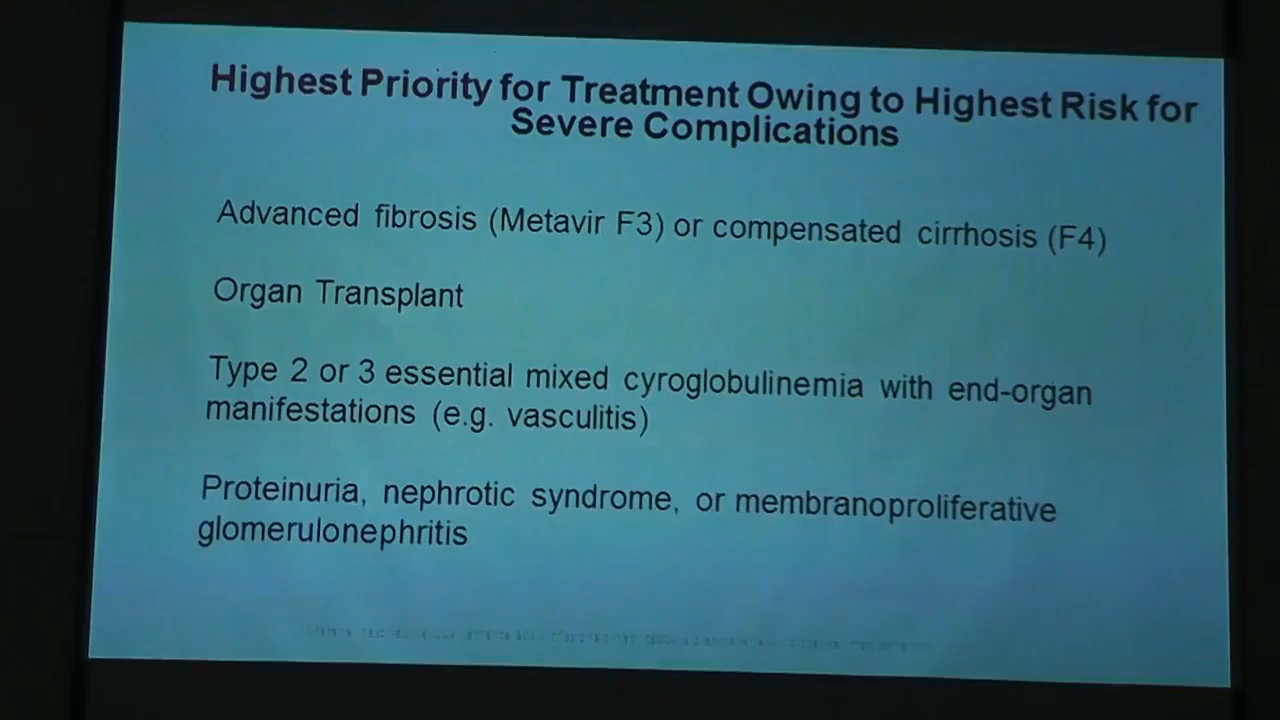 Highest Priority for Treatment Owing to Highest Risk for
Severe Complications
Advanced fibrosis (Metavir F3) or compensated cirrhosis (F4)
Organ Transplant
Type 2 or 3 essential mixed cyroglobulinemia with end-organ
manifestations (e.g. vasculitis)
Proteinuria, nephrotic syndrome, or membranoproliferative
glomerulonephritis